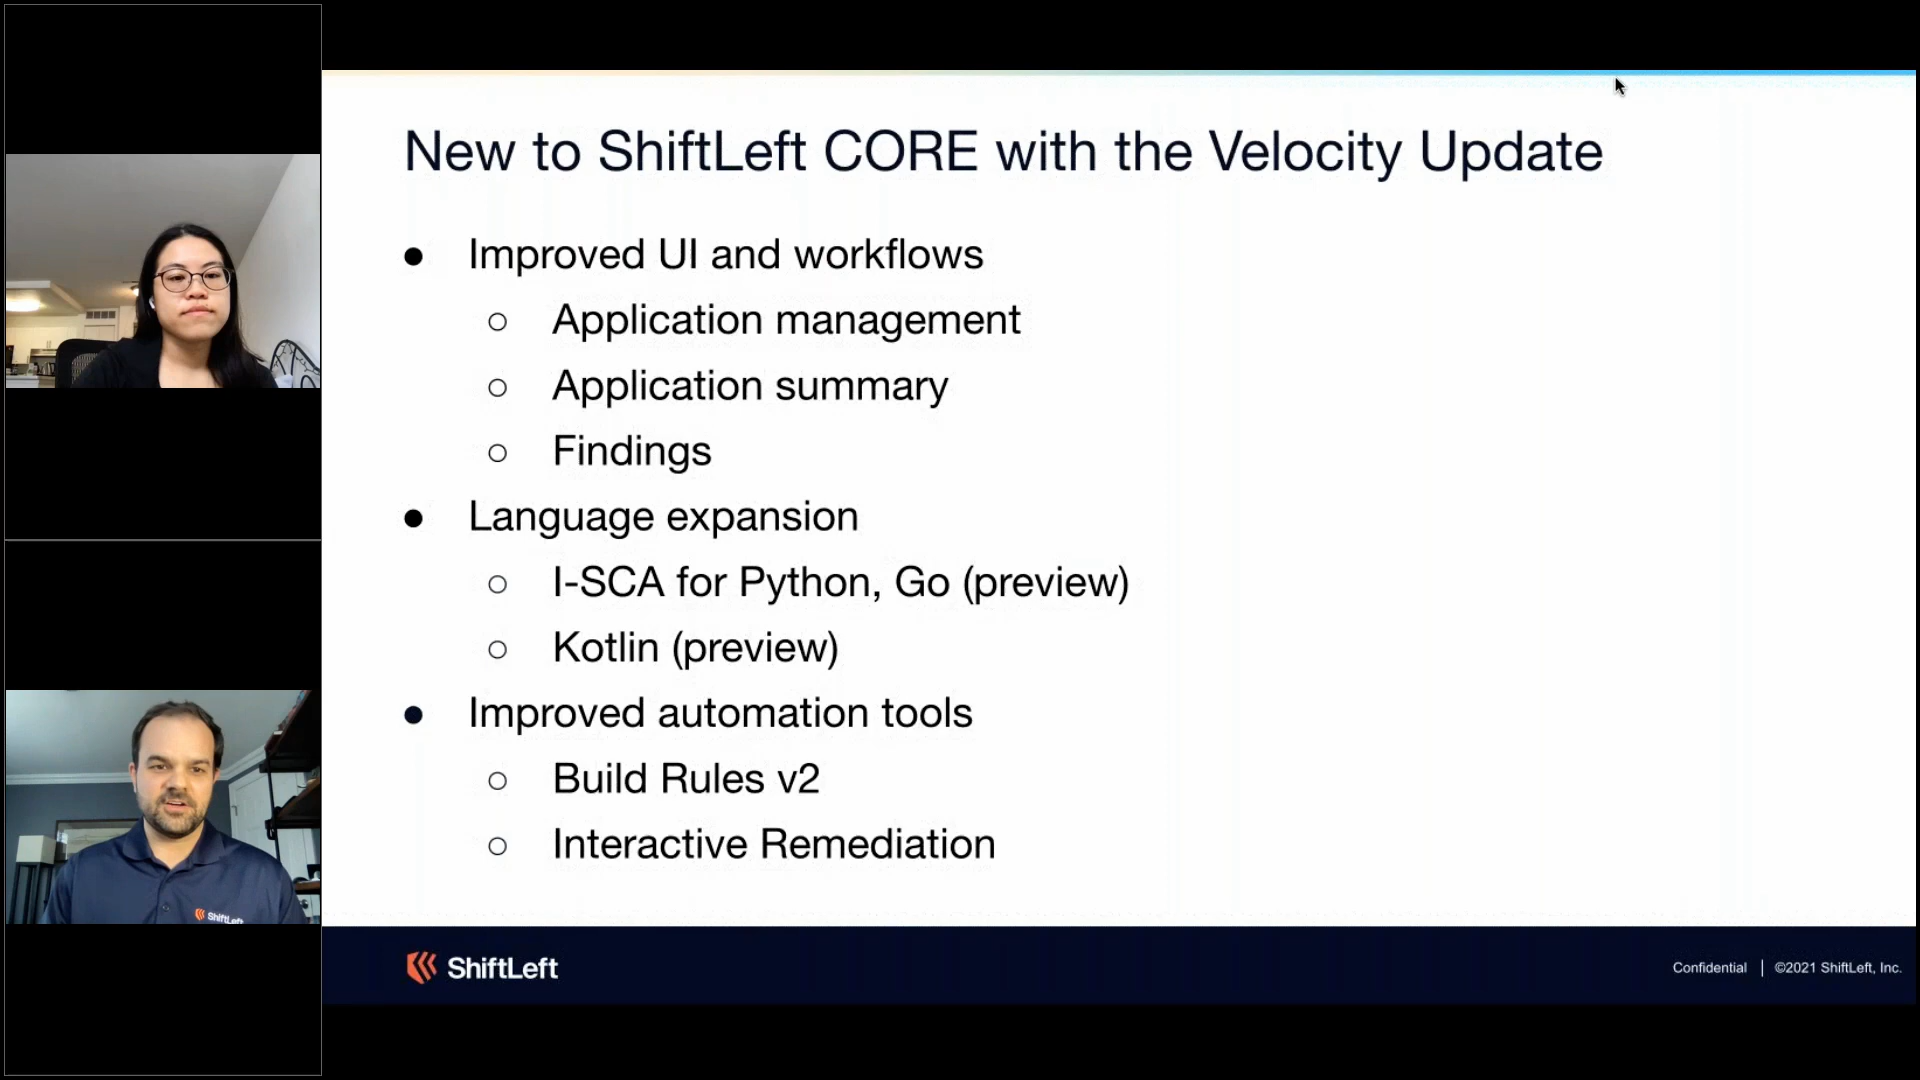 New to ShiftLeft CORE with the Velocity Update
● Improved UI and workflows
○ Application management
○ Application summary
○ Findings
● Language expansion
○ I-SCA for Python, Go (preview)
○ Kotlin (preview)
● Improved automation tools
○ Build Rules v2
○ Interactive Remediation
ShiftLeft
ShiftLeft
Confidential | ©2021 ShiftLeft, Inc.